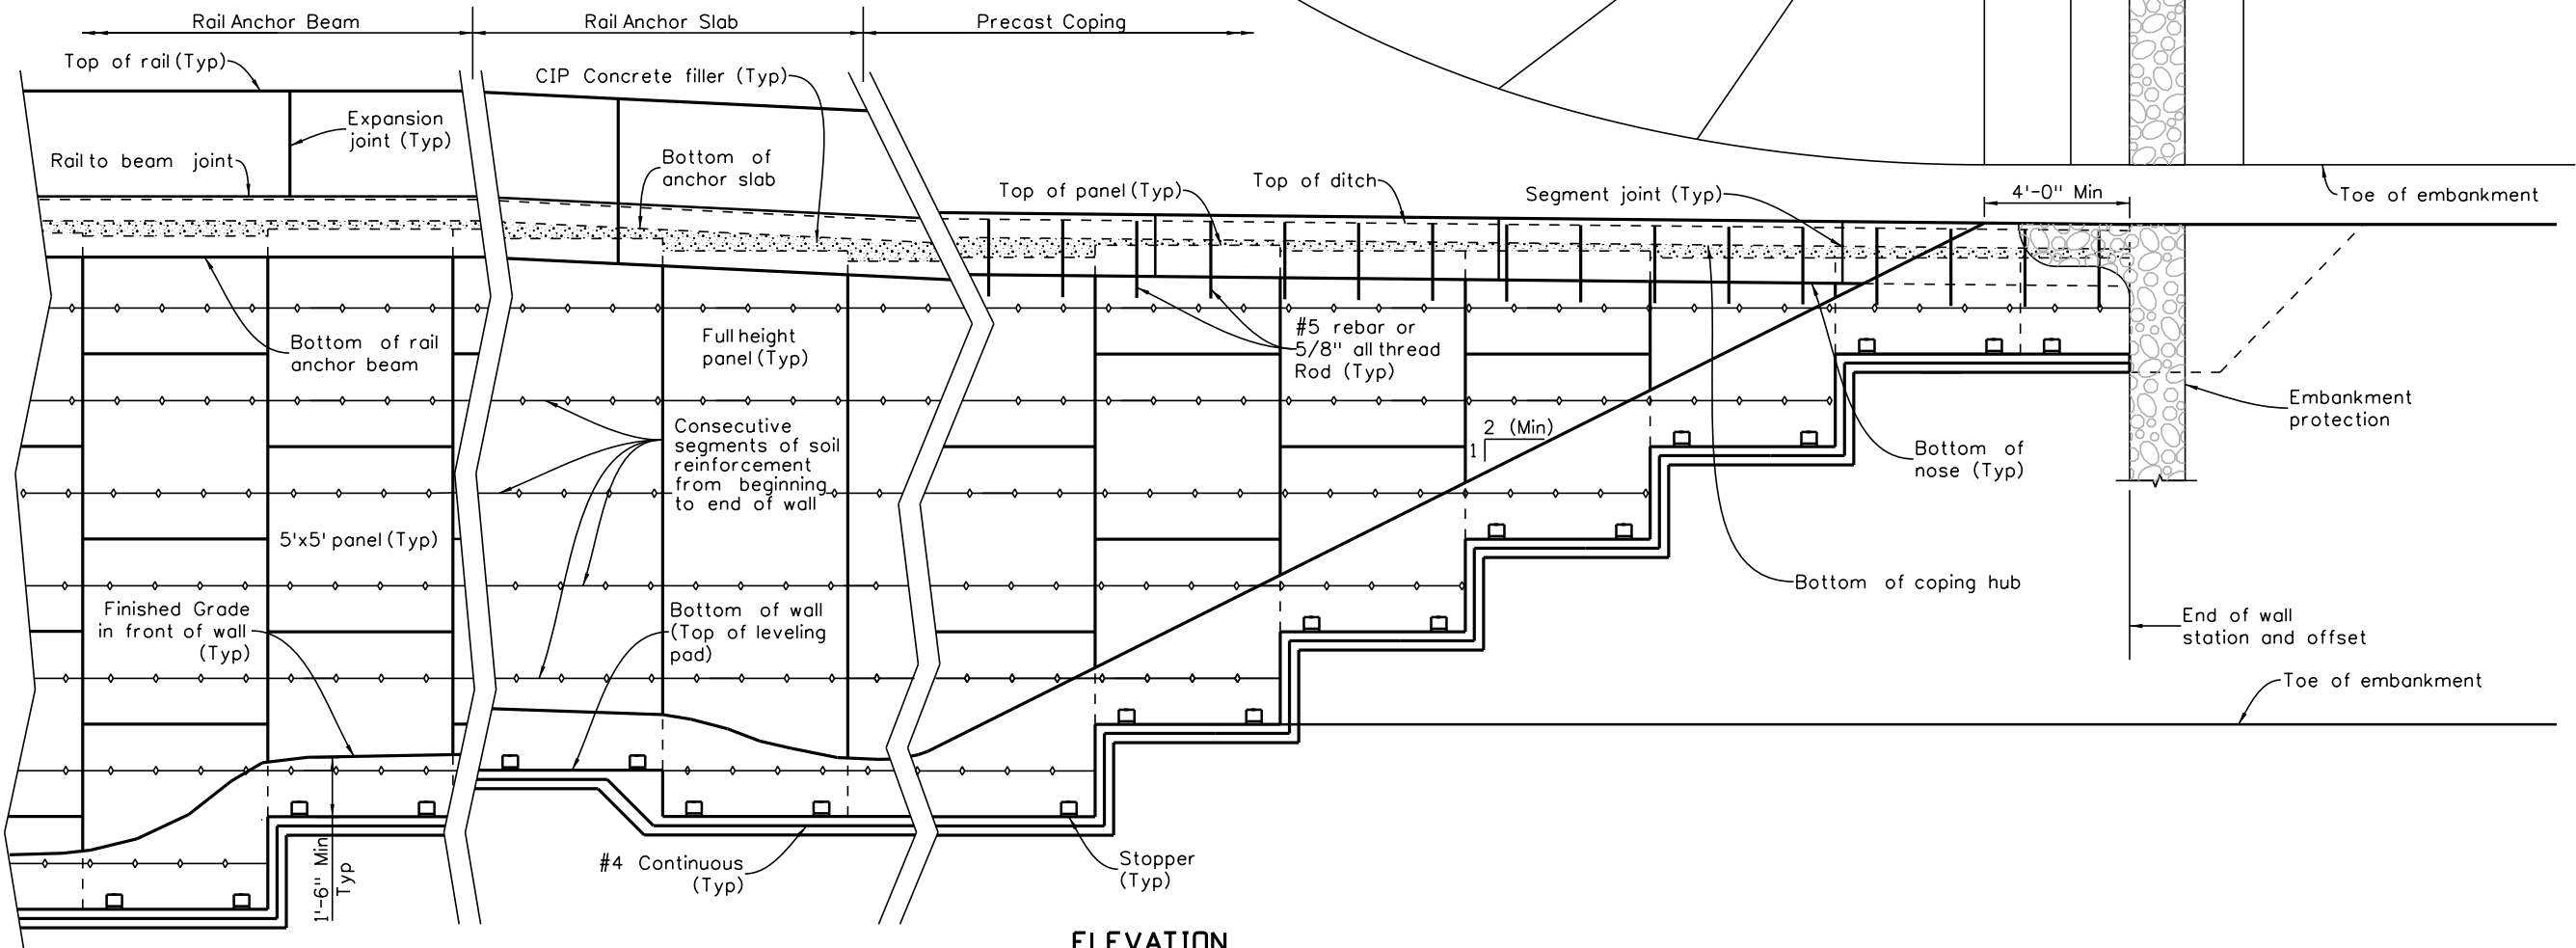 Rail Anchor Beam
Rail Anchor Slab
Precast Coping
Top of rail (Typ)
CIP Concrete filler (Typ)
Expansion
joint (Typ)
Rail to beam joint
Bottom of
anchor slab
Top of panel (Typ)
Top of ditch
Segment joint (Typ)
4'-0" Min
Toe of embankment
Bottom of rail
anchor beam
Full height
panel (Typ)
#5 rebar or
5/8" all thread
Rod (Typ)
Embankment
protection
Consecutive
segments of soil
reinforcement
from beginning
to end of wall
2 (Min)
1
Bottom of
nose (Typ)
5'x5' panel (Typ)
Bottom of coping hub
Finished Grade
in front of wall
(Typ)
Bottom of wall
(Top of leveling
pad)
End of wall
station and offset
Toe of embankment
1'-6" Min
Typ
#4 Continuous
(Typ)
Stopper
(Typ)
ELEVATION